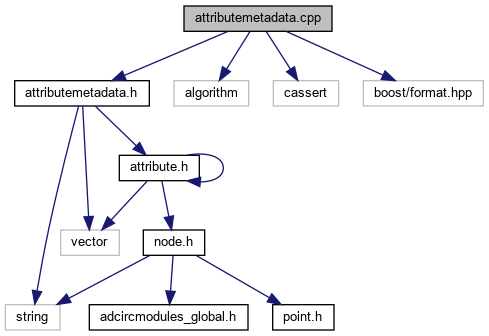 attributemetadata.cpp
attributemetadata.h
algorithm
cassert
boost/format.hpp
attribute.h
vector
node.h
string
adcircmodules_global.h
point.h